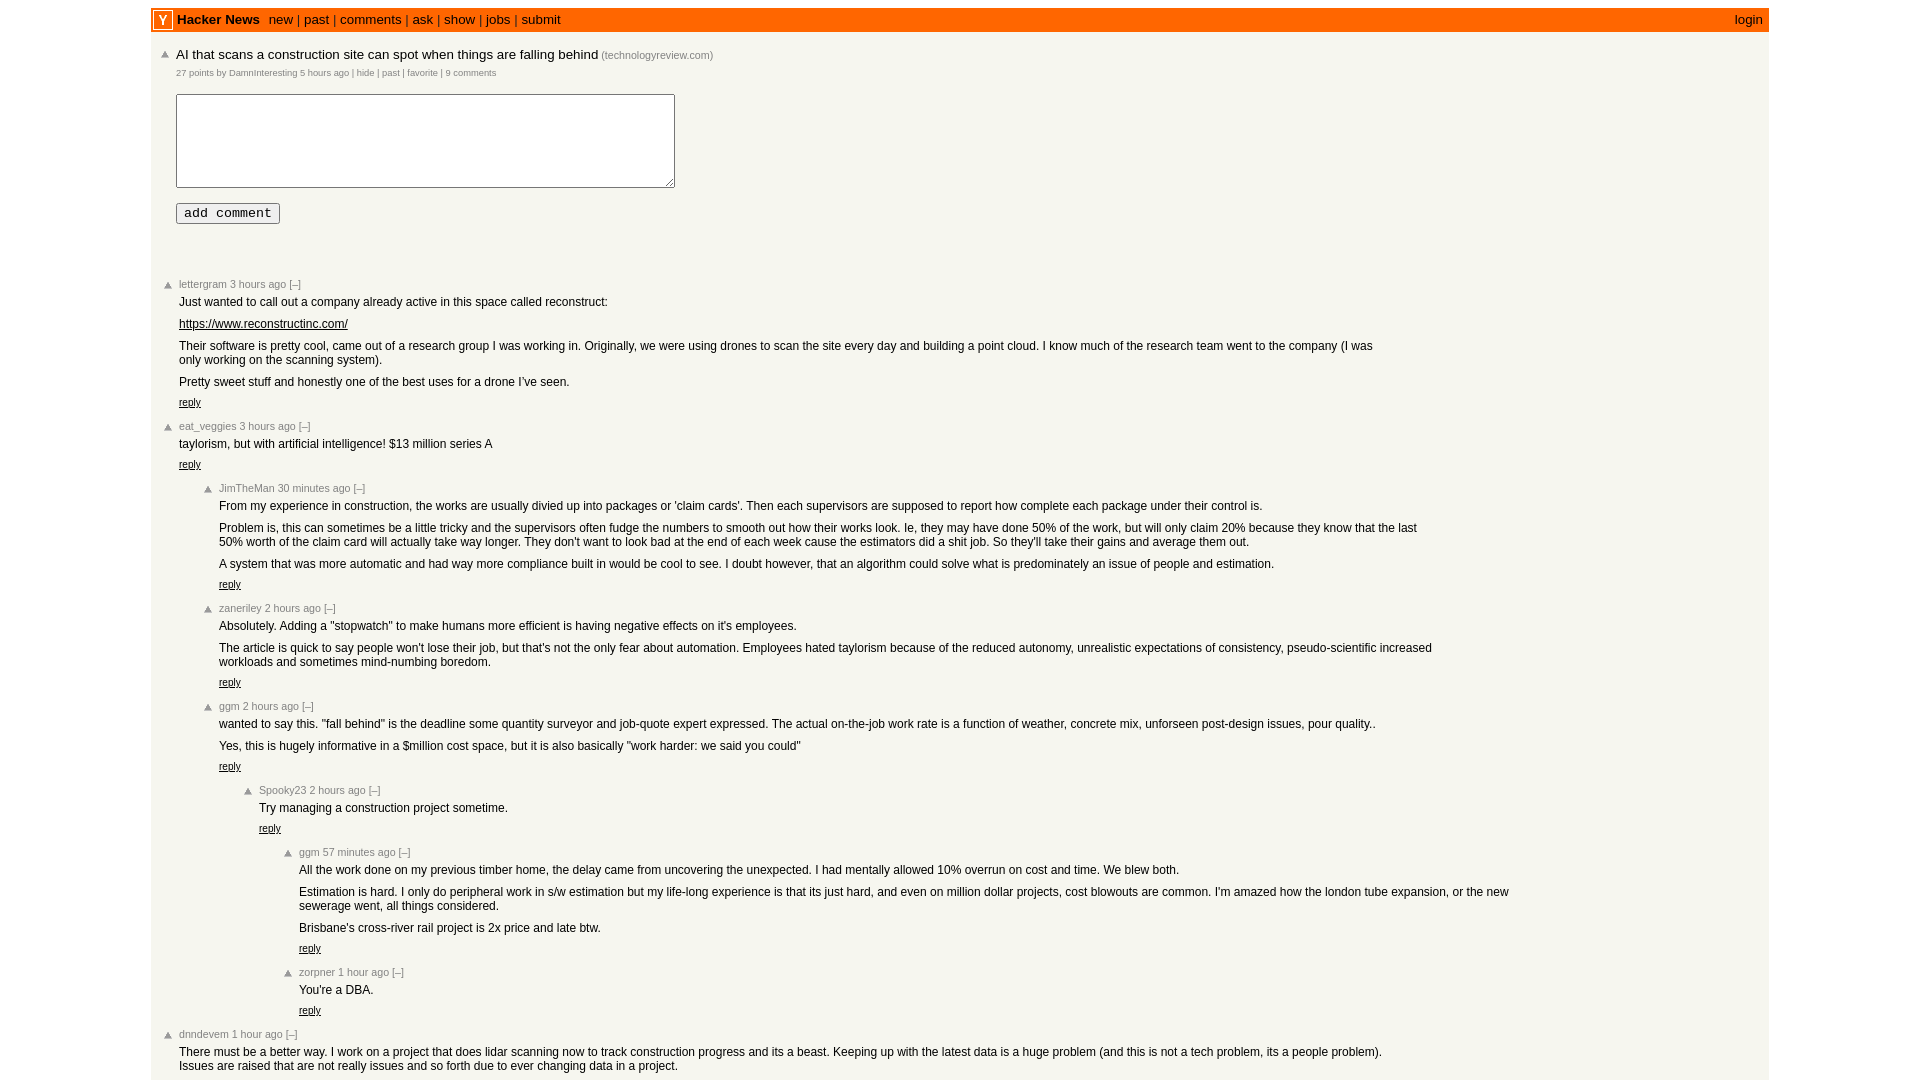 Y Hacker News new | past | comments | ask | show | jobs | submit login
AI that scans a construction site can spot when things are falling behind (technologyreview.com)
27 points by DamnInteresting 5 hours ago | hide | past | favorite | 9 comments
add comment
lettergram 3 hours ago [–]
Just wanted to call out a company already active in this space called reconstruct:
https://www.reconstructinc.com/
Their software is pretty cool, came out of a research group I was working in. Originally, we were using drones to scan the site every day and building a point cloud. I know much of the research team went to the company (I was
only working on the scanning system).
Pretty sweet stuff and honestly one of the best uses for a drone I've seen.
reply
eat_veggies 3 hours ago [–]
taylorism, but with artificial intelligence! $13 million series A
reply
JimTheMan 30 minutes ago [–]
From my experience in construction, the works are usually divied up into packages or 'claim cards'. Then each supervisors are supposed to report how complete each package under their control is.
Problem is, this can sometimes be a little tricky and the supervisors often fudge the numbers to smooth out how their works look. Ie, they may have done 50% of the work, but will only claim 20% because they know that the last
50% worth of the claim card will actually take way longer. They don't want to look bad at the end of each week cause the estimators did a shit job. So they'll take their gains and average them out.
A system that was more automatic and had way more compliance built in would be cool to see. I doubt however, that an algorithm could solve what is predominately an issue of people and estimation.
reply
zaneriley 2 hours ago [–]
Absolutely. Adding a "stopwatch" to make humans more efficient is having negative effects on it's employees.
The article is quick to say people won't lose their job, but that's not the only fear about automation. Employees hated taylorism because of the reduced autonomy, unrealistic expectations of consistency, pseudo-scientific increased
workloads and sometimes mind-numbing boredom.
reply
ggm 2 hours ago [–]
wanted to say this. "fall behind" is the deadline some quantity surveyor and job-quote expert expressed. The actual on-the-job work rate is a function of weather, concrete mix, unforseen post-design issues, pour quality..
Yes, this is hugely informative in a $million cost space, but it is also basically "work harder: we said you could"
reply
Spooky23 2 hours ago [–]
Try managing a construction project sometime.
reply
ggm 57 minutes ago [–]
All the work done on my previous timber home, the delay came from uncovering the unexpected. I had mentally allowed 10% overrun on cost and time. We blew both.
Estimation is hard. I only do peripheral work in s/w estimation but my life-long experience is that its just hard, and even on million dollar projects, cost blowouts are common. I'm amazed how the london tube expansion, or the new
sewerage went, all things considered.
Brisbane's cross-river rail project is 2x price and late btw.
reply
zorpner 1 hour ago [–]
You're a DBA.
reply
dnndevem 1 hour ago [–]
There must be a better way. I work on a project that does lidar scanning now to track construction progress and its a beast. Keeping up with the latest data is a huge problem (and this is not a tech problem, its a people problem).
Issues are raised that are not really issues and so forth due to ever changing data in a project.